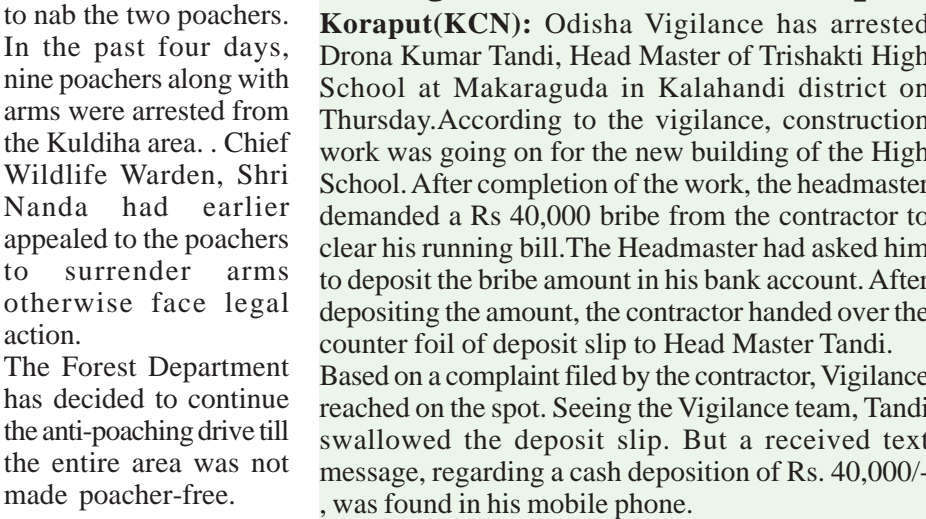 to nab the two poachers.
In the past four days,
nine poachers along with
arms were arrested from
the Kuldiha area. . Chief
Wildlife Warden, Shri
Nanda had earlier
appealed to the poachers
to surrender arms
otherwise face legal
action.
The Forest Department
has decided to continue
the anti-poaching drive till
the entire area was not
made poacher-free.
Koraput(KCN): Odisha Vigilance has arrested
Drona Kumar Tandi, Head Master of Trishakti High
School at Makaraguda in Kalahandi district on
Thursday.According to the vigilance, construction
work was going on for the new building of the High
School. After completion of the work, the headmaster
demanded a Rs 40,000 bribe from the contractor to
clear his running bill.The Headmaster had asked him
to deposit the bribe amount in his bank account. After
depositing the amount, the contractor handed over the
counter foil of deposit slip to Head Master Tandi.
Based on a complaint filed by the contractor, Vigilance
reached on the spot. Seeing the Vigilance team, Tandi
swallowed the deposit slip. But a received text
message, regarding a cash deposition of Rs. 40,000/-
, was found in his mobile phone.